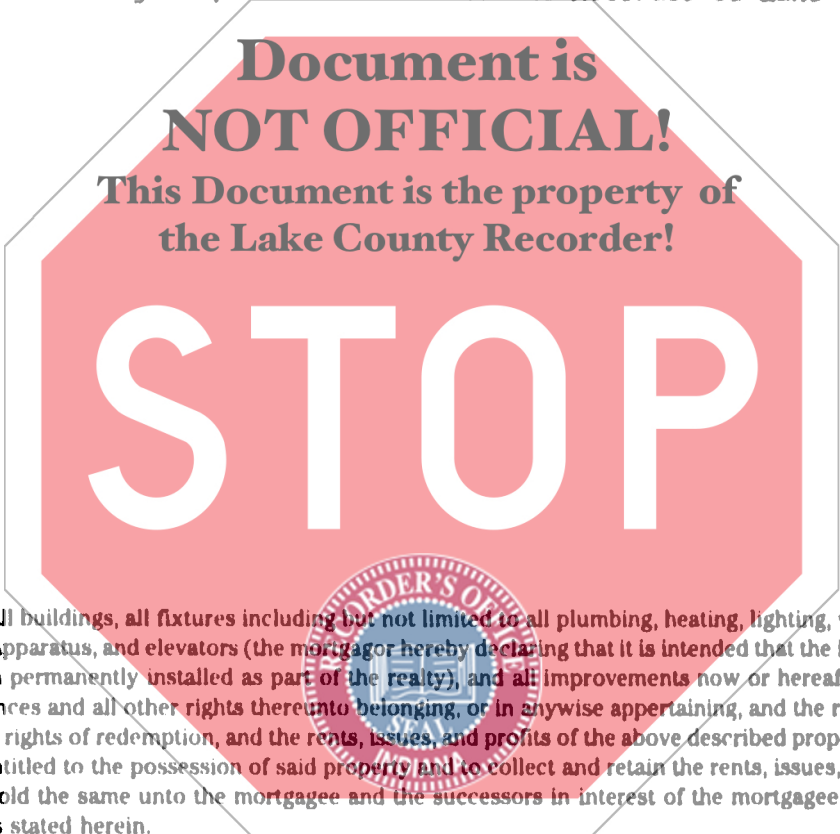 Document is
NOT OFFICIAL!
This Document is the property of
the Lake County Recorder!
STOP
RECORDER'S OFFICE
SEAL
buildings, all fixtures including but not limited to all plumbing, heating, lighting,
pparatus, and elevators (the mortgagor hereby declaring that it is intended that the
permanently installed as part of the realty), and all improvements now or hereaf
nces and all other rights thereunto belonging, or in anywise appertaining, and the
rights of redemption, and the rents, issues, and profits of the above described prop
titled to the possession of said property and to collect and retain the rents, issues,
old the same unto the mortgagee and the successors in interest of the mortgagee
stated herein.